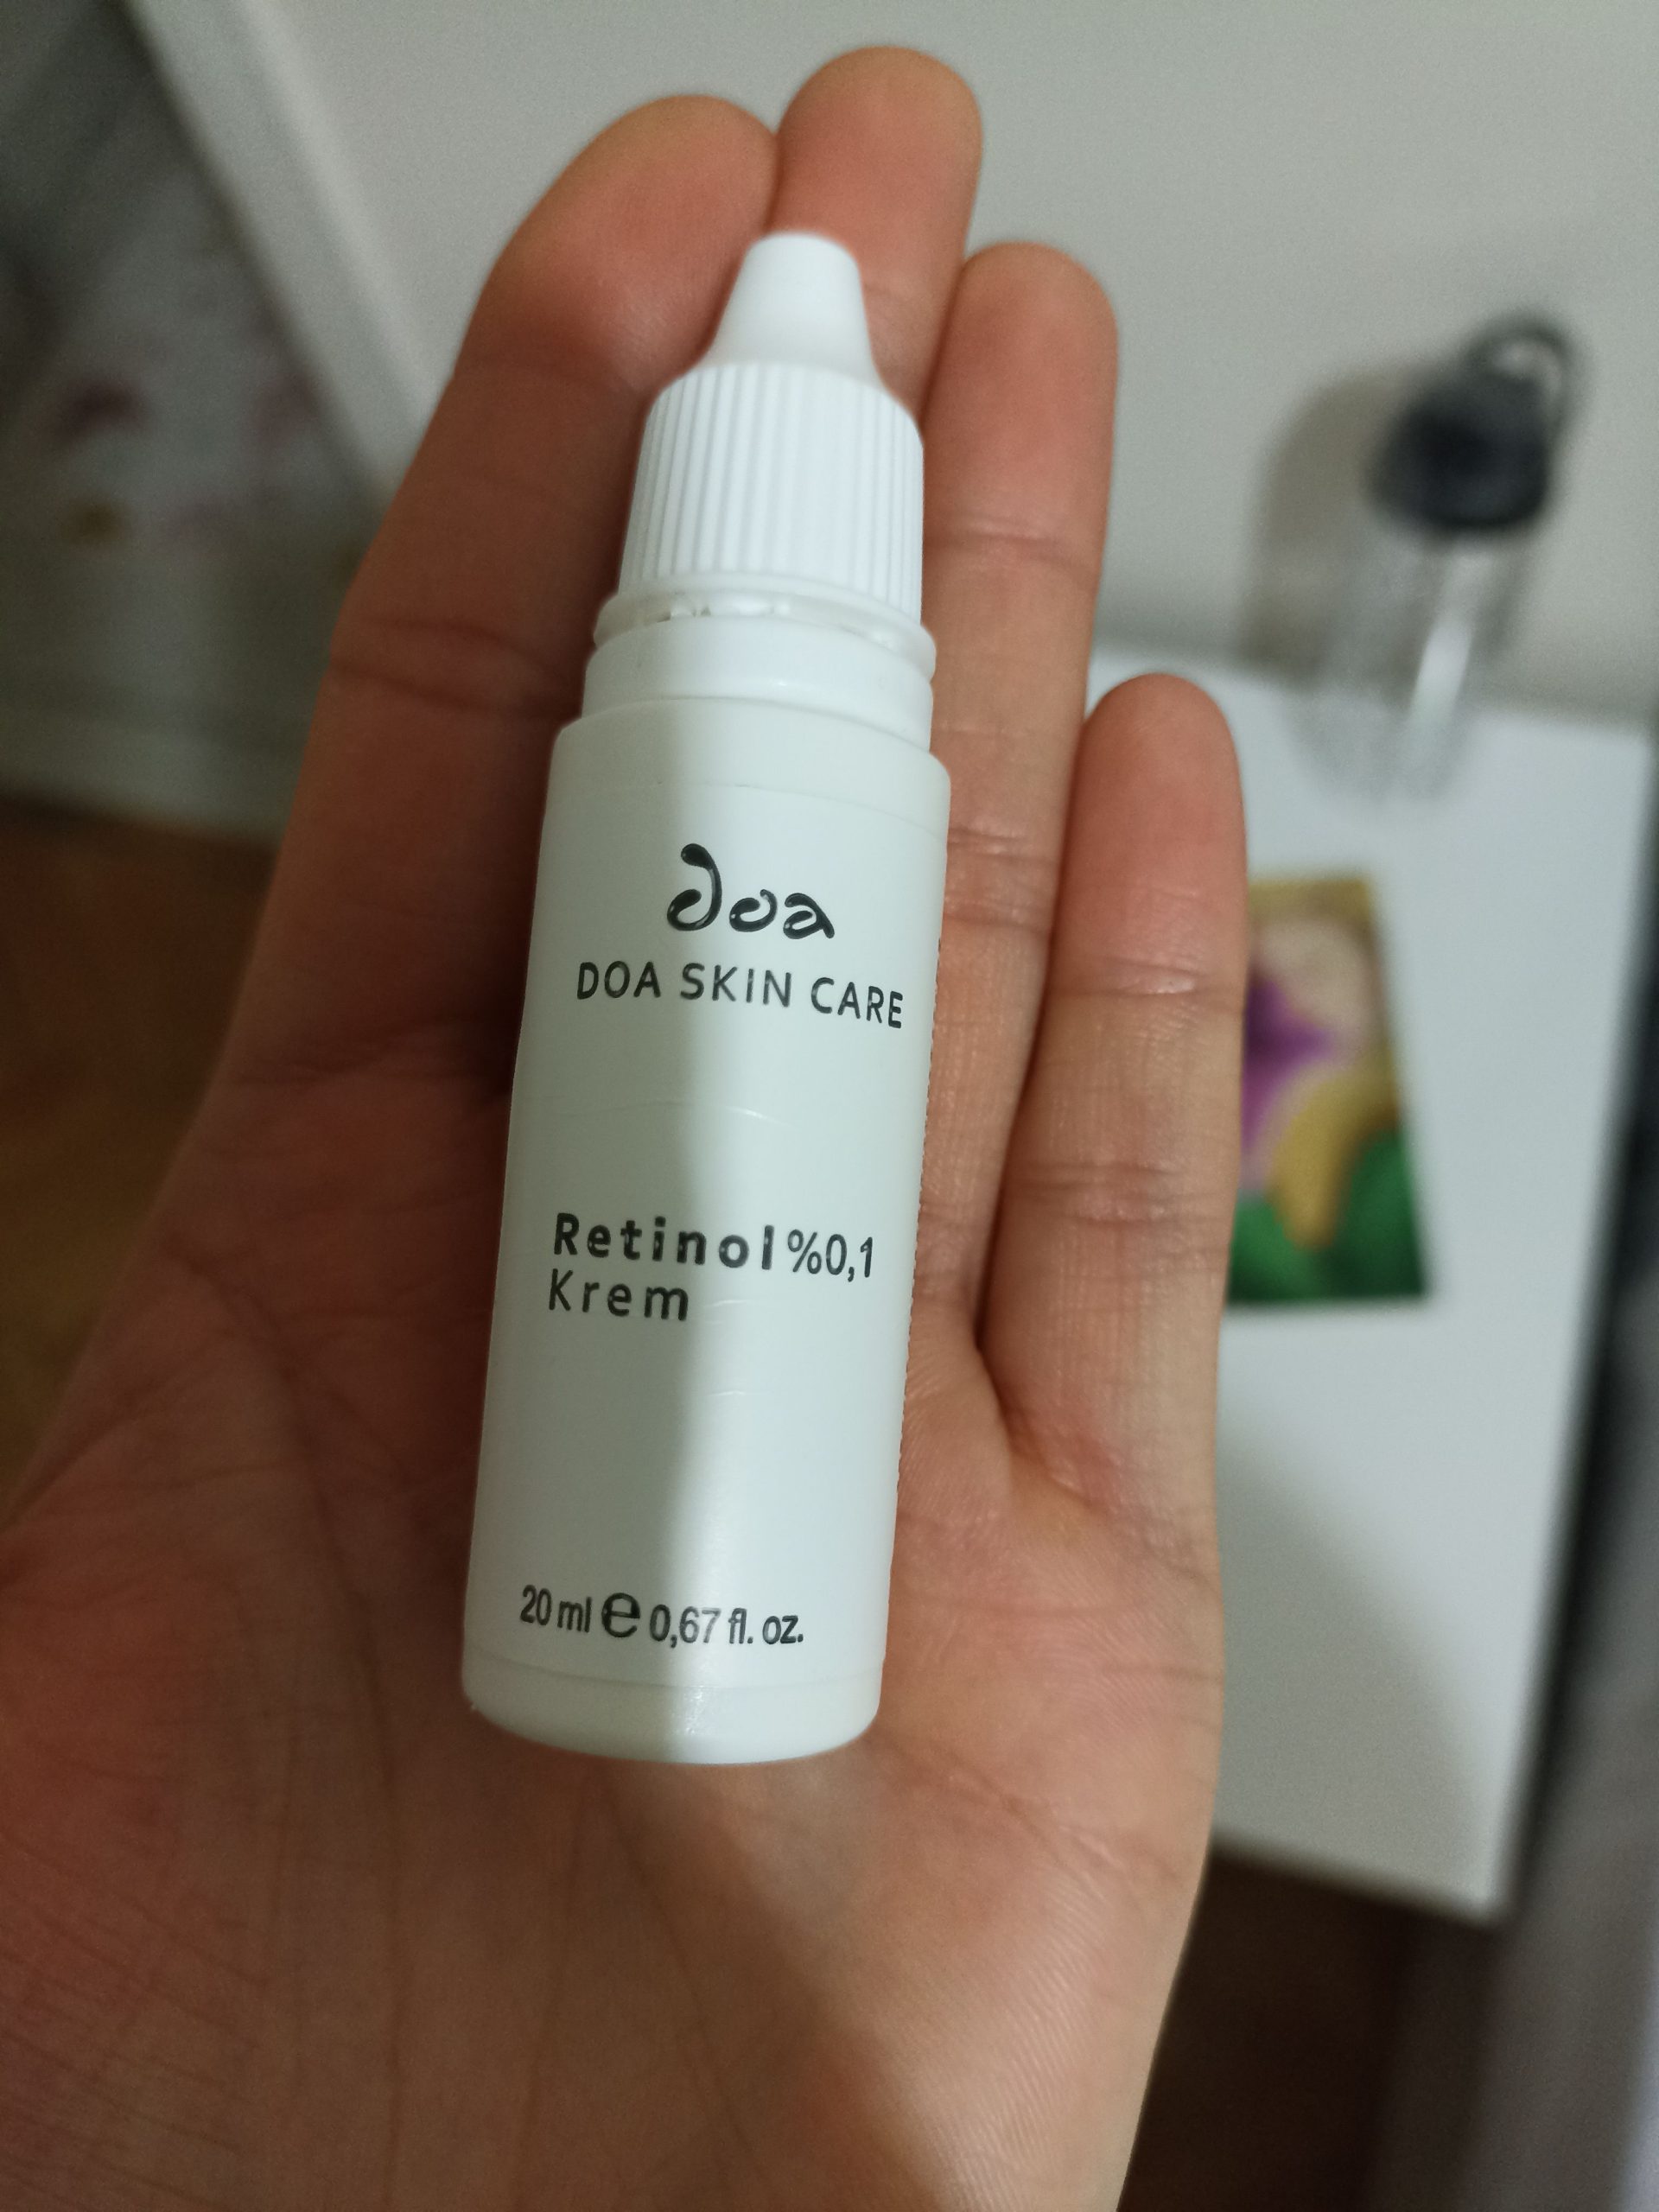 doa
DOA SKIN CARE
Retinol %0,1
Krem
20 ml ℮ 0,67 fl. oz.